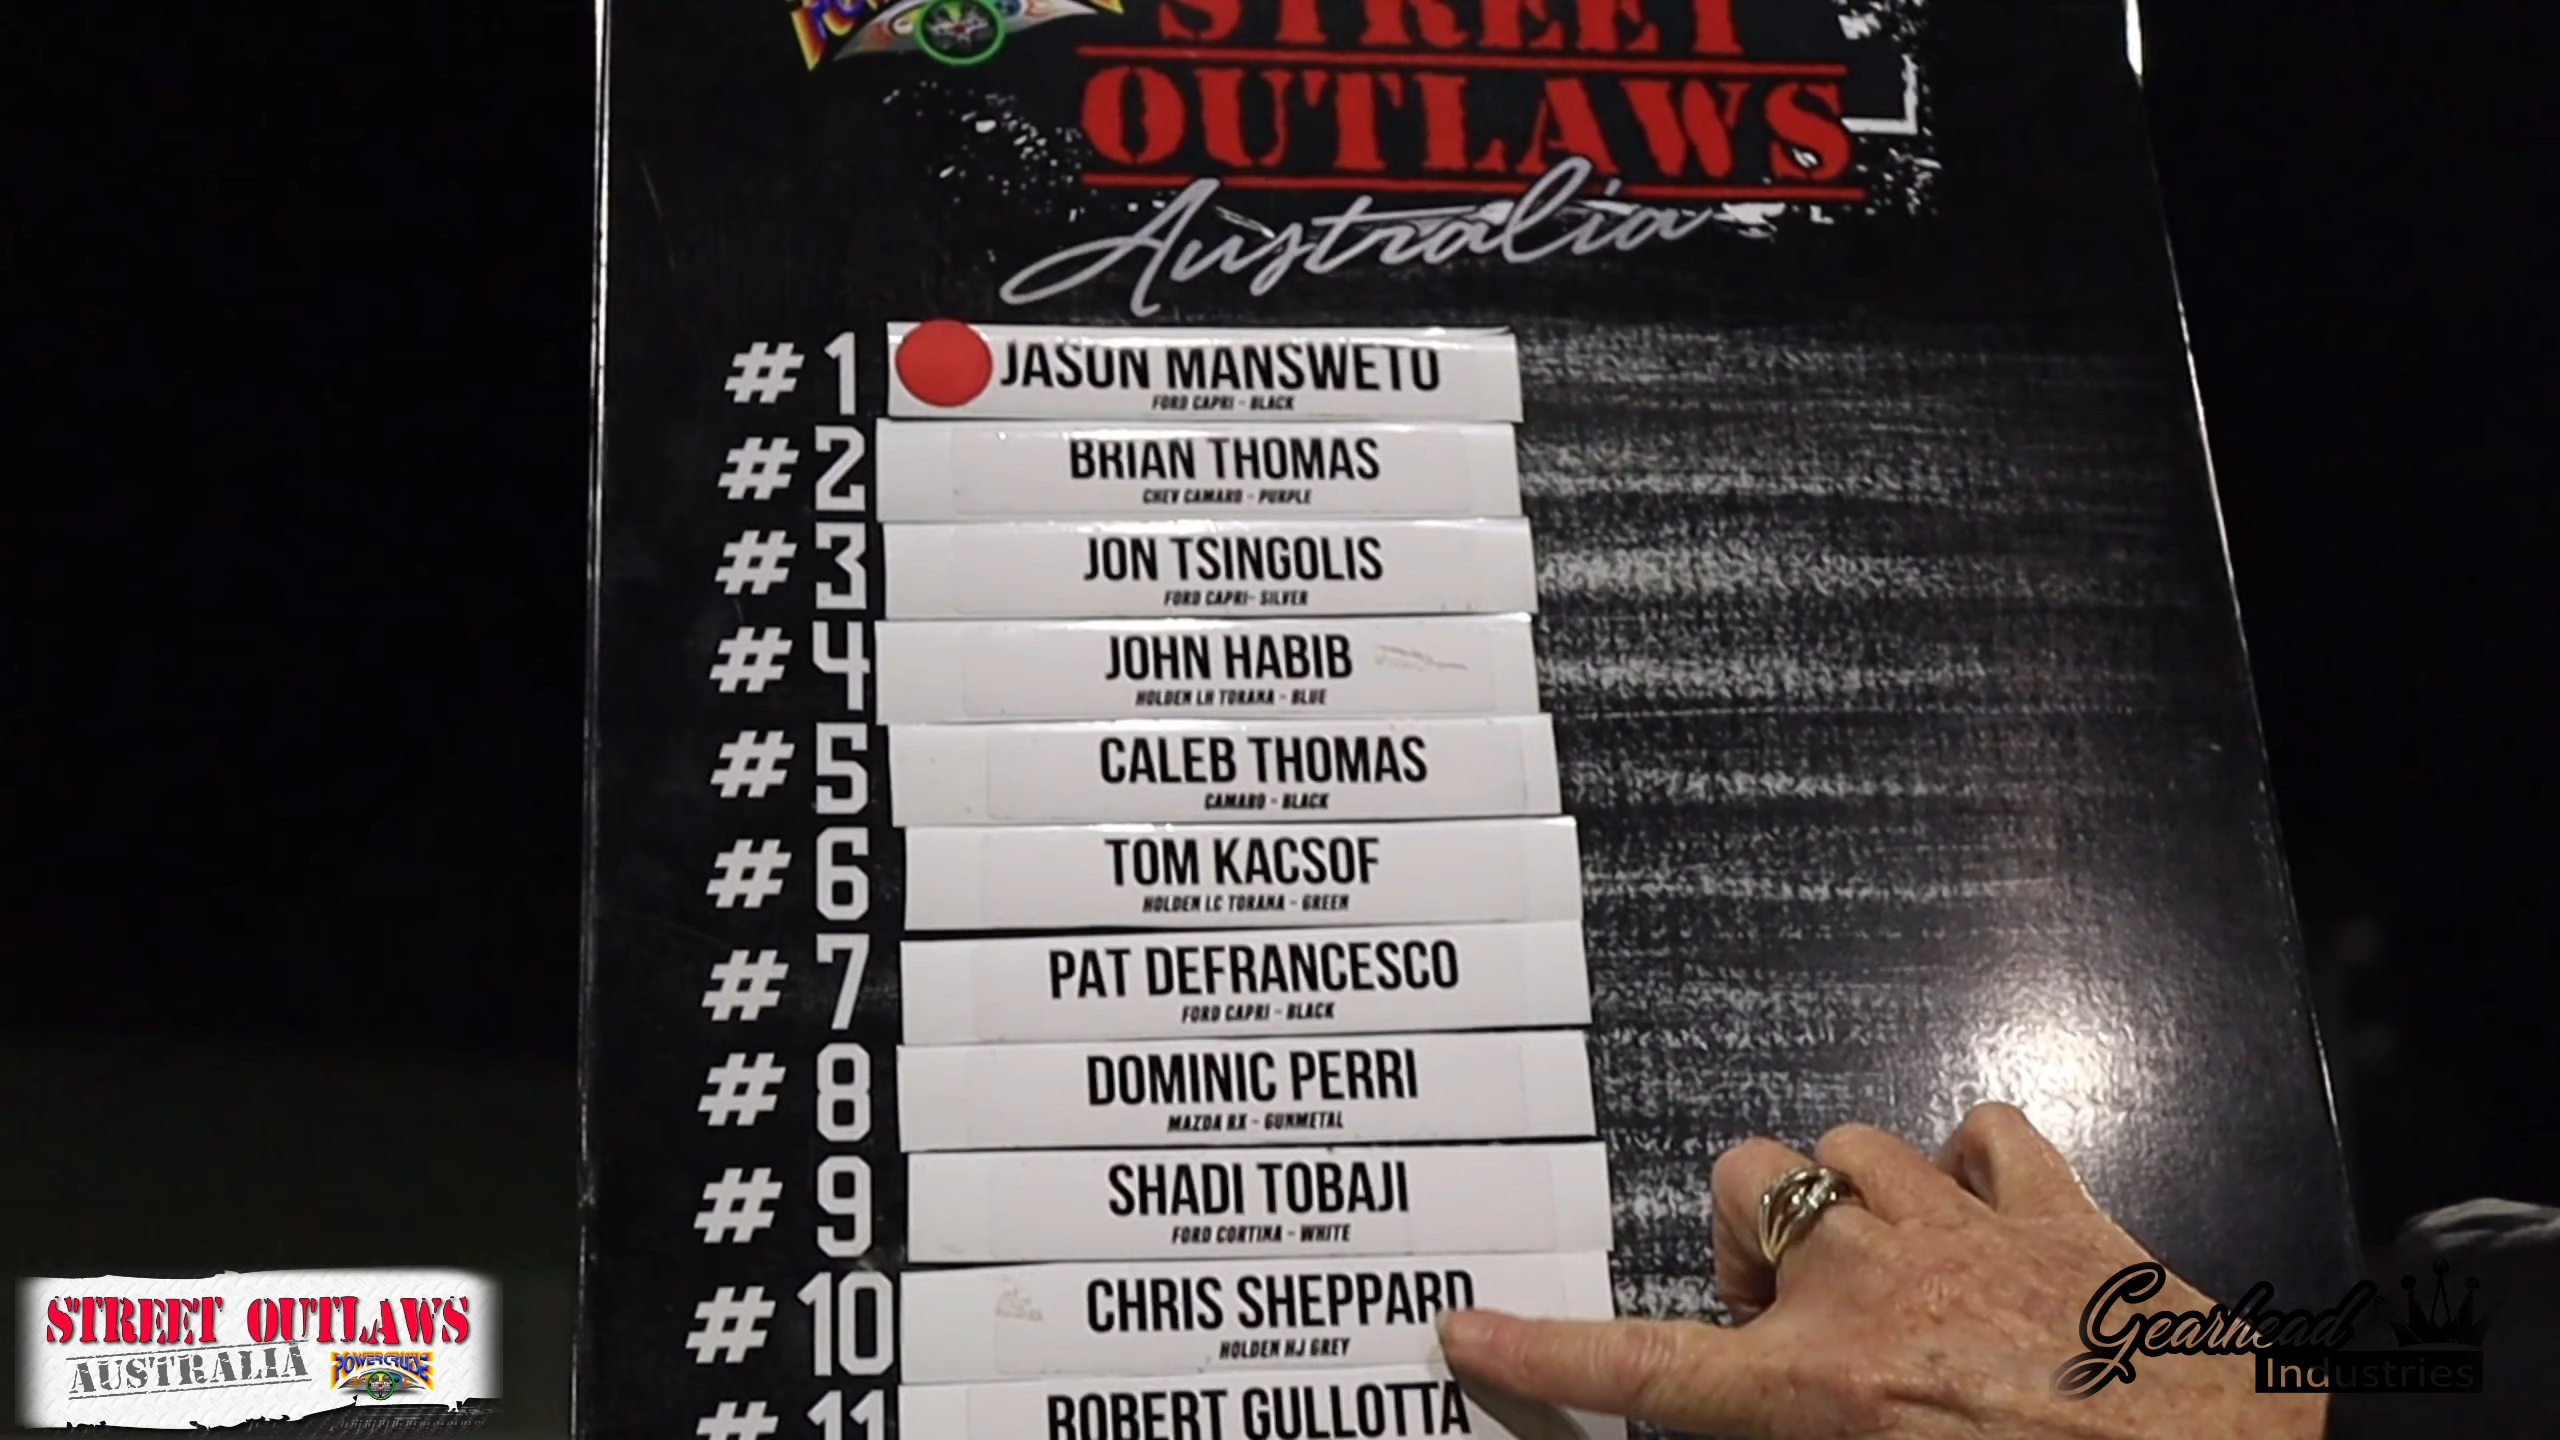 STREET
OUTLAWS
Australia
#1 JASON MANSWETO
FORD CAPRI - BLACK
#2 BRIAN THOMAS
CHEV CAMARO - PURPLE
#3 JON TSINGOLIS
FORD CAPRI- SILVER
#4 JOHN HABIB
HOLDEN LH TORANA - BLUE
#5 CALEB THOMAS
CAMARO - BLACK
#6 TOM KACSOF
HOLDEN LC TORANA - GREEN
#7 PAT DEFRANCESCO
FORD CAPRI - BLACK
#8 DOMINIC PERRI
MAZDA RX - GUNMETAL
#9 SHADI TOBAJI
FORD CORTINA - WHITE
#10 CHRIS SHEPPARD
HOLDEN HJ GREY
#11 ROBERT GULLOTTA
STREET OUTLAWS
AUSTRALIA
POWERCRUISE
Gearhead
Industries